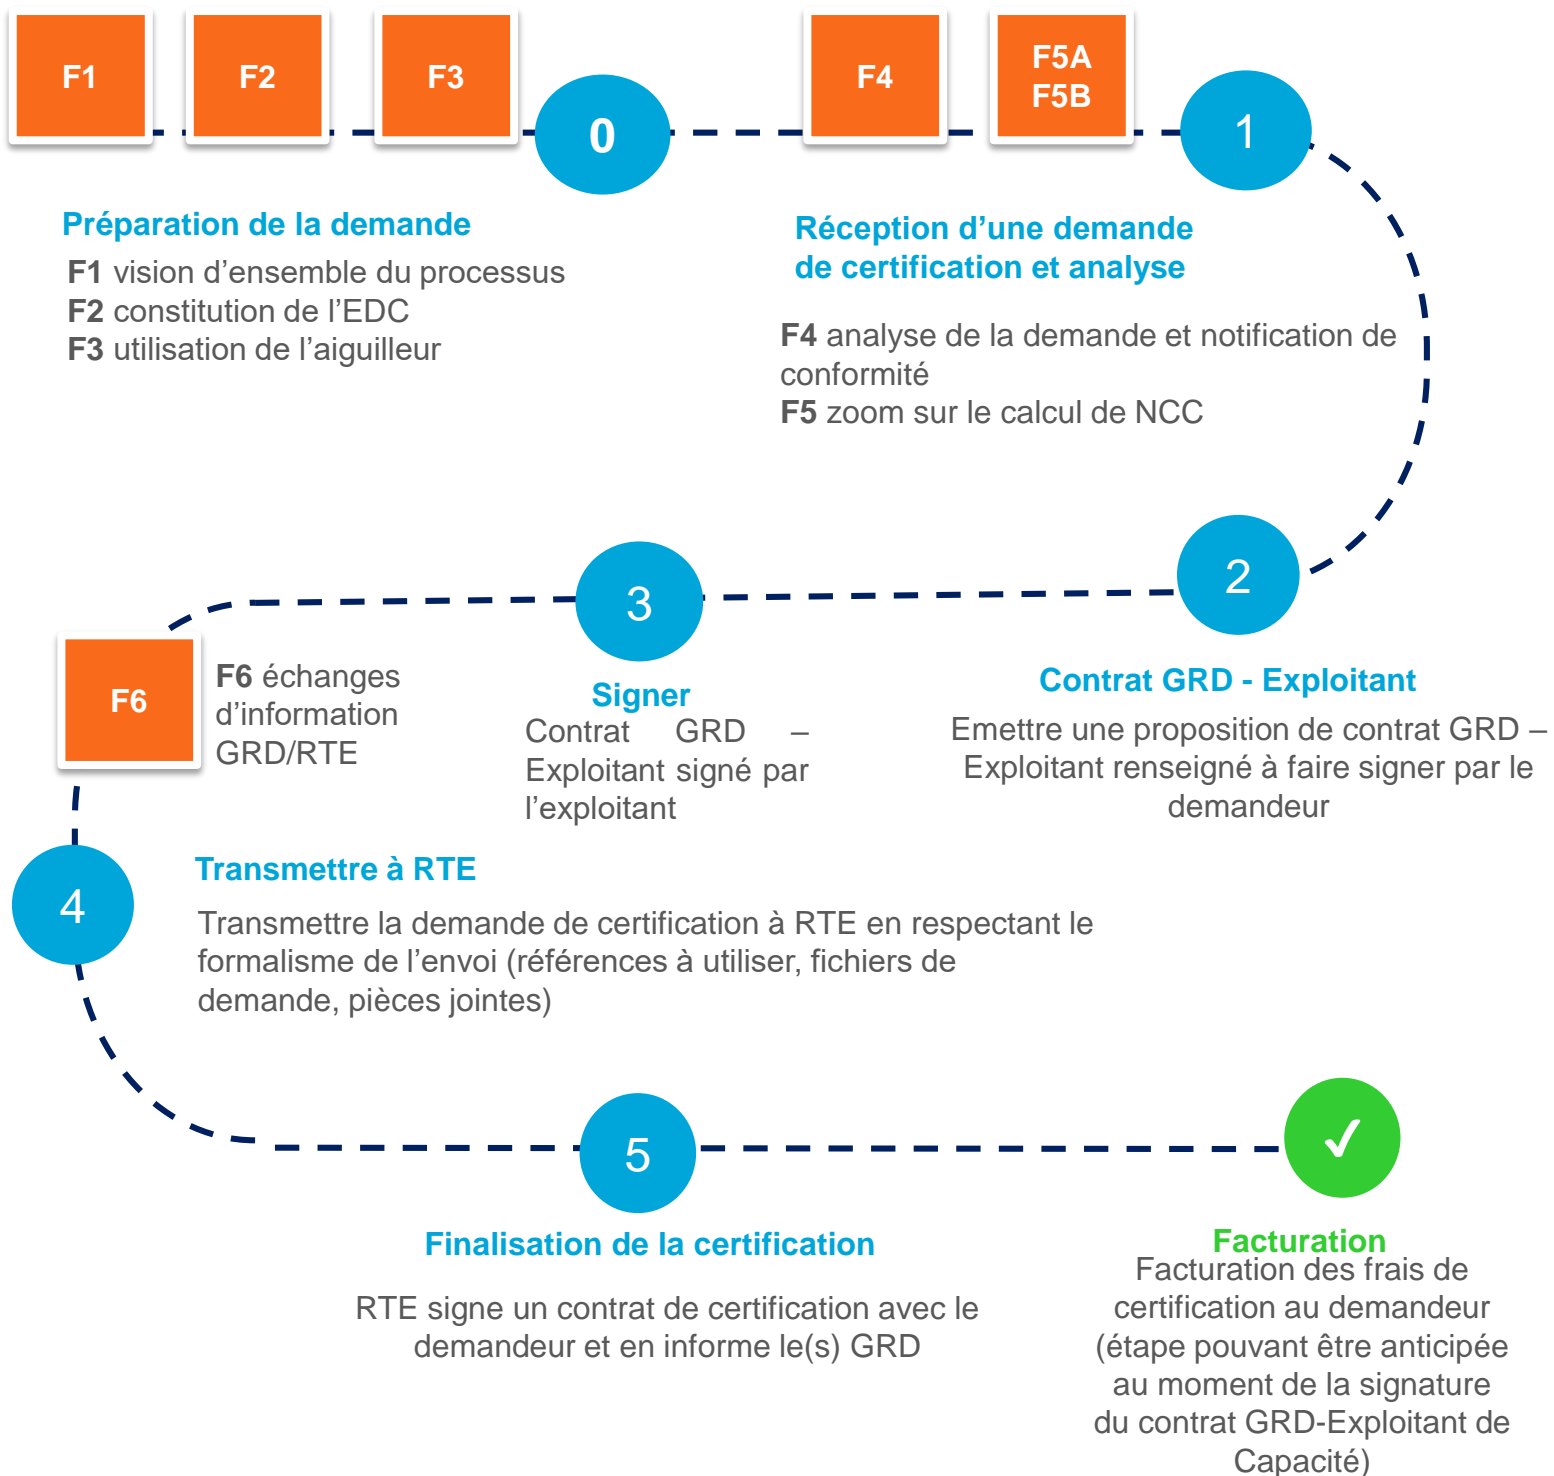 F1
F2
F3
0
F4
F5A
F5B
1
Préparation de la demande
F1 vision d’ensemble du processus
F2 constitution de l’EDC
F3 utilisation de l’aiguilleur
Réception d’une demande
de certification et analyse
F4 analyse de la demande et notification de
conformité
F5 zoom sur le calcul de NCC
2
Contrat GRD - Exploitant
Emettre une proposition de contrat GRD –
Exploitant renseigné à faire signer par le
demandeur
3
Signer
Contrat GRD –
Exploitant signé par
l’exploitant
F6
F6 échanges
d’information
GRD/RTE
4
Transmettre à RTE
Transmettre la demande de certification à RTE en respectant le
formalisme de l’envoi (références à utiliser, fichiers de
demande, pièces jointes)
5
Finalisation de la certification
RTE signe un contrat de certification avec le
demandeur et en informe le(s) GRD
✓
Facturation
Facturation des frais de
certification au demandeur
(étape pouvant être anticipée
au moment de la signature
du contrat GRD-Exploitant de
Capacité)